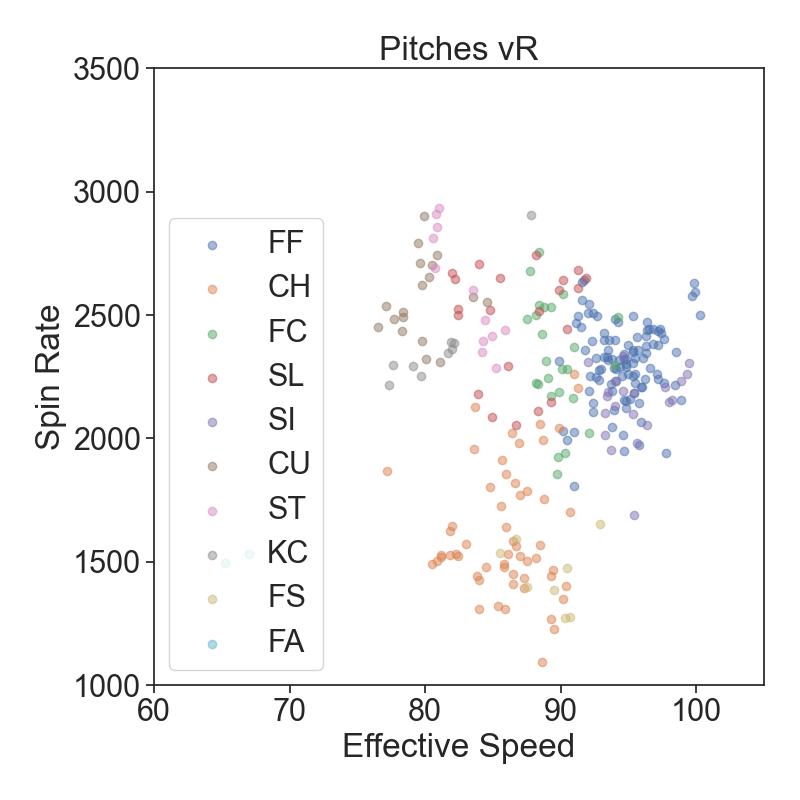 Pitches vR
3500
3000
2500
2000
1500
1000
Spin Rate
FF
CH
FC
SL
SI
CU
ST
KC
FS
FA
60 70 80 90 100
Effective Speed